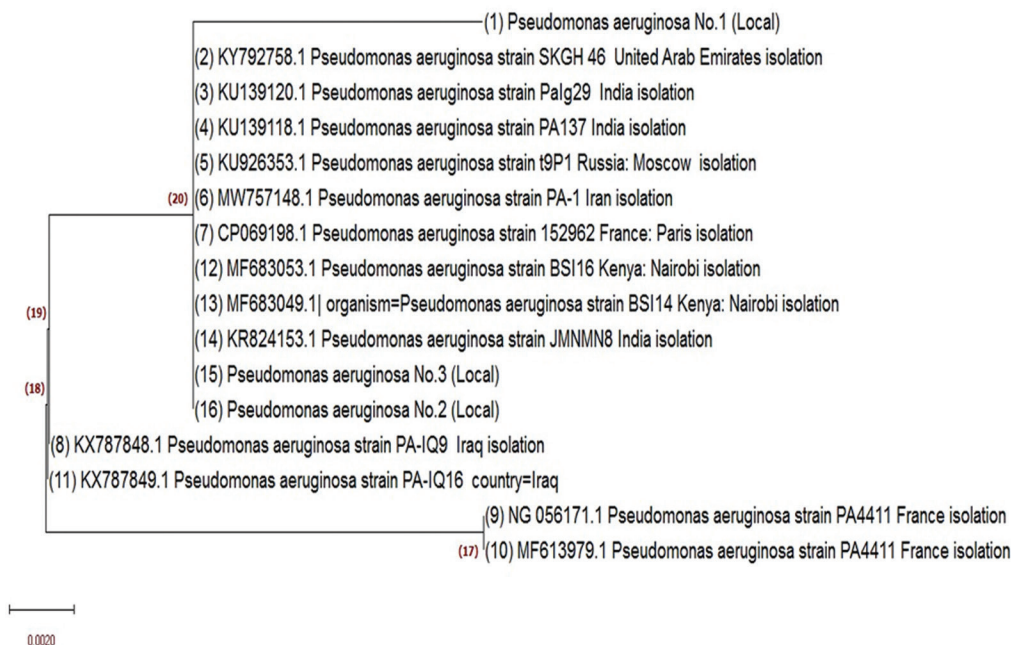 (1) Pseudomonas aeruginosa No.1 (Local)
(2) KY792758.1 Pseudomonas aeruginosa strain SKGH 46 United Arab Emirates isolation
(3) KU139120.1 Pseudomonas aeruginosa strain Palg29 India isolation
(4) KU139118.1 Pseudomonas aeruginosa strain PA137 India isolation
(5) KU926353.1 Pseudomonas aeruginosa strain t9P1 Russia: Moscow isolation
(20)
(6) MW757148.1 Pseudomonas aeruginosa strain PA-1 Iran isolation
(7) CP069198.1 Pseudomonas aeruginosa strain 152962 France: Paris isolation
(12) MF683053.1 Pseudomonas aeruginosa strain BSI16 Kenya: Nairobi isolation
(13) MF683049.1| organism=Pseudomonas aeruginosa strain BSI14 Kenya: Nairobi isolation
(19)
(14) KR824153.1 Pseudomonas aeruginosa strain JMNMN8 India isolation
(15) Pseudomonas aeruginosa No.3 (Local)
(18)
(16) Pseudomonas aeruginosa No.2 (Local)
(8) KX787848.1 Pseudomonas aeruginosa strain PA-IQ9 Iraq isolation
(11) KX787849.1 Pseudomonas aeruginosa strain PA-IQ16 country=Iraq
(9) NG 056171.1 Pseudomonas aeruginosa strain PA4411 France isolation
(17)
(10) MF613979.1 Pseudomonas aeruginosa strain PA4411 France isolation
0.0020